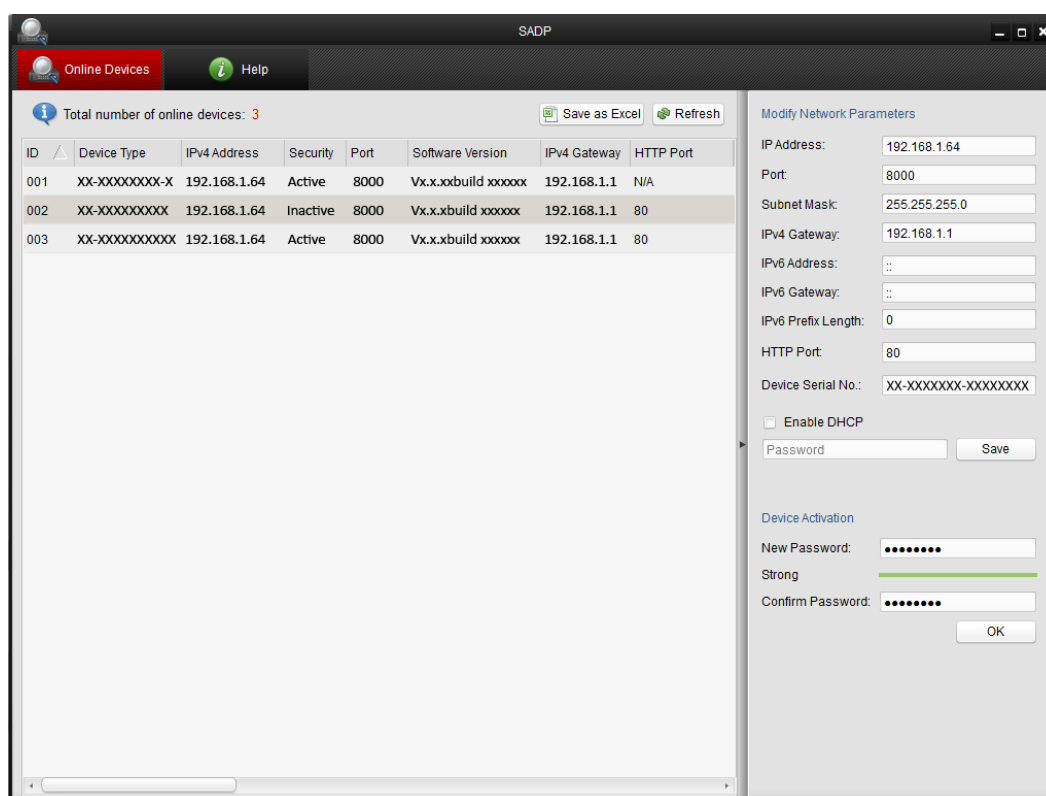 SADP
Online Devices
Help
Total number of online devices: 3
Save as Excel
Refresh
ID Device Type IPv4 Address Security Port Software Version IPv4 Gateway HTTP Port
001 XX-XXXXXXXX-X 192.168.1.64 Active 8000 Vx.x.xxbuild xxxxxx 192.168.1.1 N/A
002 XX-XXXXXXXXX 192.168.1.64 Inactive 8000 Vx.x.xbuild xxxxxx 192.168.1.1 80
003 XX-XXXXXXXXXX 192.168.1.64 Active 8000 Vx.x.xbuild xxxxxx 192.168.1.1 80
Modify Network Parameters
IP Address: 192.168.1.64
Port: 8000
Subnet Mask: 255.255.255.0
IPv4 Gateway: 192.168.1.1
IPv6 Address: ::
IPv6 Gateway: ::
IPv6 Prefix Length: 0
HTTP Port: 80
Device Serial No.: XX-XXXXXXX-XXXXXXXX
Enable DHCP
Password Save
Device Activation
New Password: ●●●●●●●●
Strong
Confirm Password: ●●●●●●●●
OK